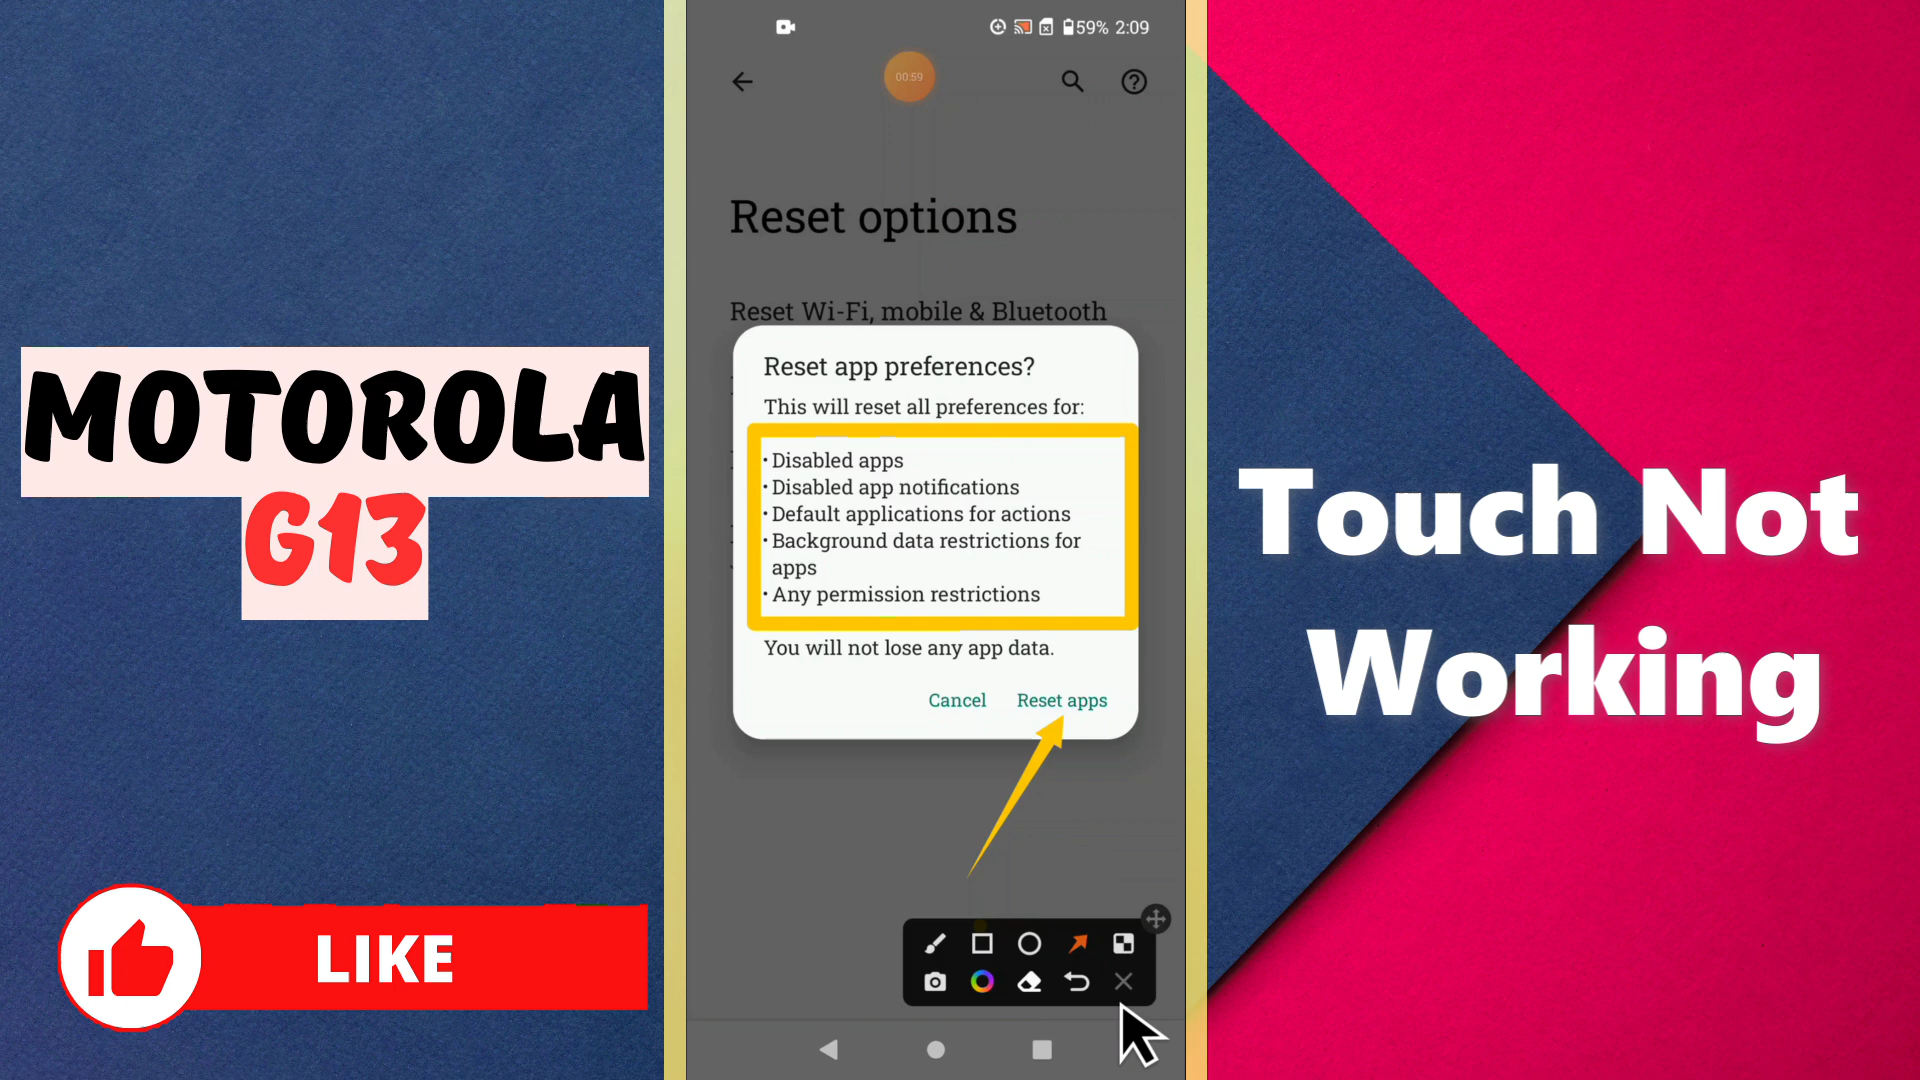 59% 2:09
00:59
Reset options
Reset Wi-Fi, mobile & Bluetooth
Reset app preferences?
This will reset all preferences for:
• Disabled apps
• Disabled app notifications
• Default applications for actions
• Background data restrictions for
apps
• Any permission restrictions
You will not lose any app data.
Cancel Reset apps
MOTOROLA
G13
LIKE
Touch Not
Working